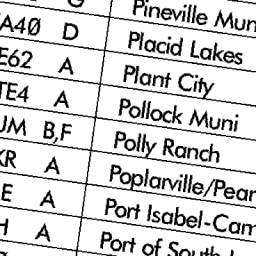 G Pineville Mun
A40 D Placid Lakes
E62 A Plant City
TE4 A Pollock Muni
UM B,F Polly Ranch
KR A Poplarville/Pear
E A Port Isabel-Cam
H A Port of South